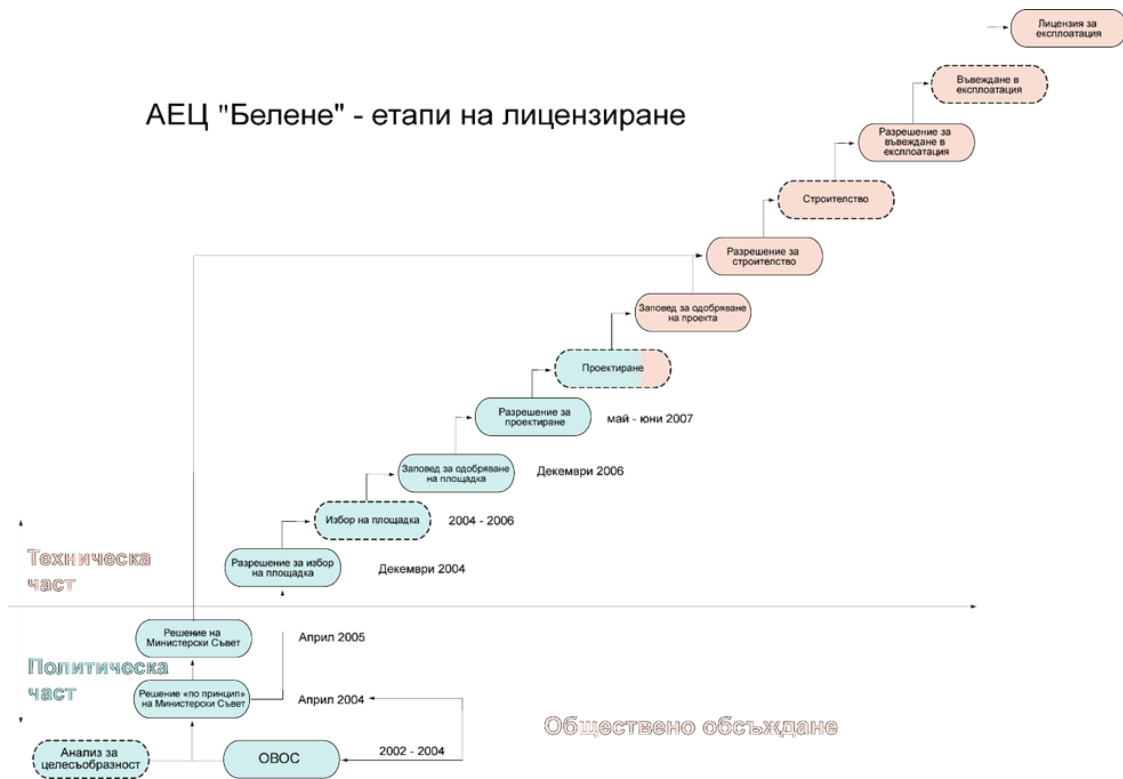 Лицензия за
експлоатация
Въвеждане в
експлоатация
АЕЦ "Белене" - етапи на лицензиране
Разрешение за
въвеждане в
експлоатация
Строителство
Разрешение за
строителство
Заповед за одобряване
на проекта
Проектиране
Разрешение за
проектиране
май - юни 2007
Заповед за одобряване
на площадка
Декември 2006
Избор на площадка
2004 - 2006
Техническа
част
Разрешение за избор
на площадка
Декември 2004
Решение на
Министерски Съвет
Април 2005
Политическа
част
Решение «по принцип»
на Министерски Съвет
Април 2004
Обществено обсъждане
Анализ за
целесъобразност
ОВОС
2002 - 2004